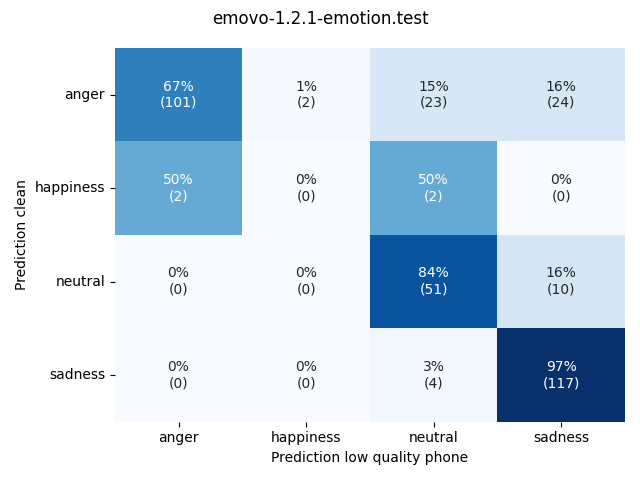 emovo-1.2.1-emotion.test
anger
67% 1% 15% 16%
(101) (2) (23) (24)
happiness
50% 0% 50% 0%
(2) (0) (2) (0)
neutral
0% 0% 84% 16%
(0) (0) (51) (10)
sadness
0% 0% 3% 97%
(0) (0) (4) (117)
Prediction clean
anger happiness neutral sadness
Prediction low quality phone